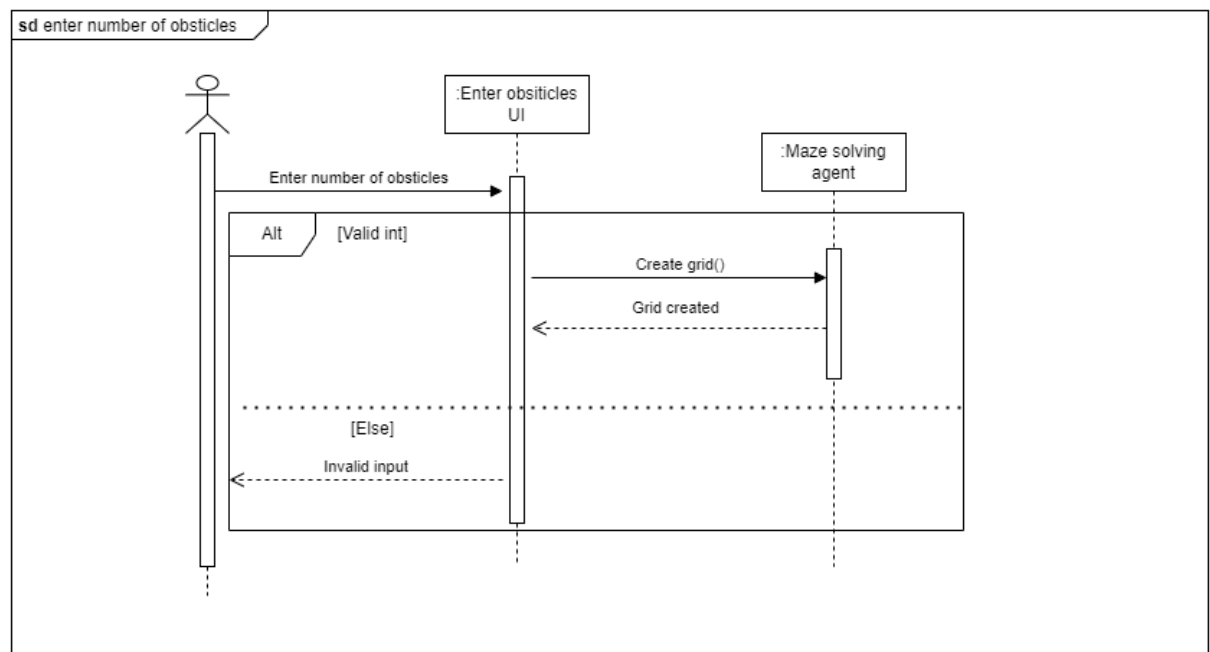 sd enter number of obsticles
:Enter obsiticles
UI
:Maze solving
agent
Enter number of obsticles
Alt
[Valid int]
Create grid()
Grid created
[Else]
Invalid input